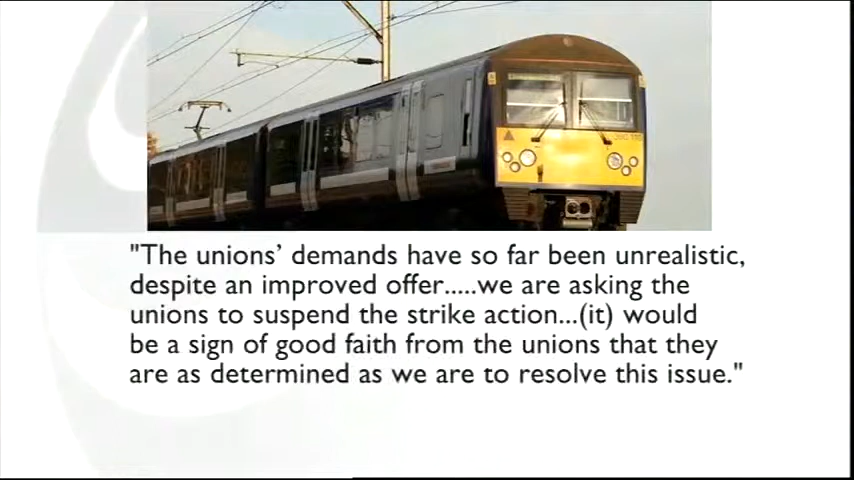 "The unions’ demands have so far been unrealistic,
despite an improved offer.....we are asking the
unions to suspend the strike action...(it) would
be a sign of good faith from the unions that they
are as determined as we are to resolve this issue."